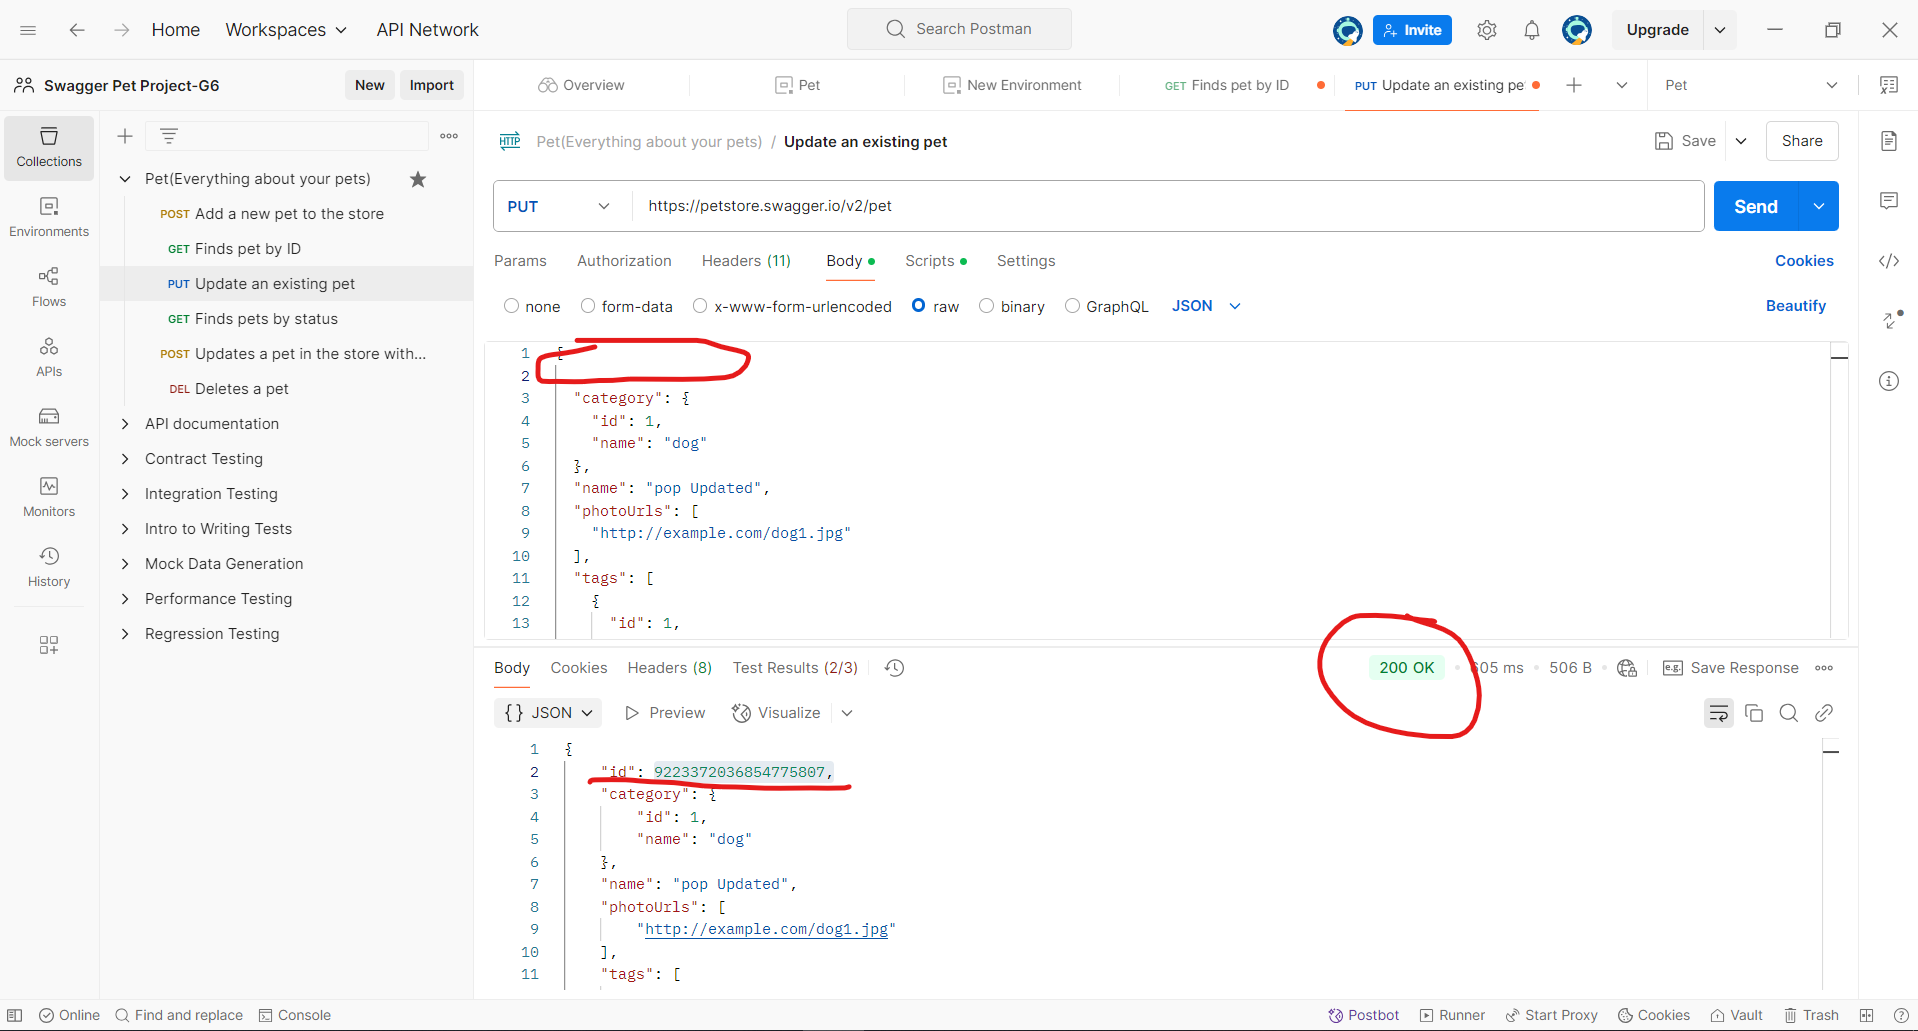 Home Workspaces API Network Search Postman Invite Upgrade
Swagger Pet Project-G6 New Import
Overview Pet New Environment GET Finds pet by ID PUT Update an existing pe Pet
Collections
Environments
Flows
APIs
Mock servers
Monitors
History
Pet(Everything about your pets)
POST Add a new pet to the store
GET Finds pet by ID
PUT Update an existing pet
GET Finds pets by status
POST Updates a pet in the store with...
DEL Deletes a pet
API documentation
Contract Testing
Integration Testing
Intro to Writing Tests
Mock Data Generation
Performance Testing
Regression Testing
HTTP Pet(Everything about your pets) / Update an existing pet Save Share
PUT https://petstore.swagger.io/v2/pet Send
Params Authorization Headers (11) Body Scripts Settings Cookies
none form-data x-www-form-urlencoded raw binary GraphQL JSON Beautify
1
2
3 "category": {
4 "id": 1,
5 "name": "dog"
6 },
7 "name": "pop Updated",
8 "photoUrls": [
9 "http://example.com/dog1.jpg"
10 ],
11 "tags": [
12 {
13 "id": 1,
Body Cookies Headers (8) Test Results (2/3) 200 OK 605 ms 506 B e.g. Save Response
{} JSON Preview Visualize
1 {
2 "id": 9223372036854775807,
3 "category": {
4 "id": 1,
5 "name": "dog"
6 },
7 "name": "pop Updated",
8 "photoUrls": [
9 "http://example.com/dog1.jpg"
10 ],
11 "tags": [
Online Find and replace Console Postbot Runner Start Proxy Cookies Vault Trash